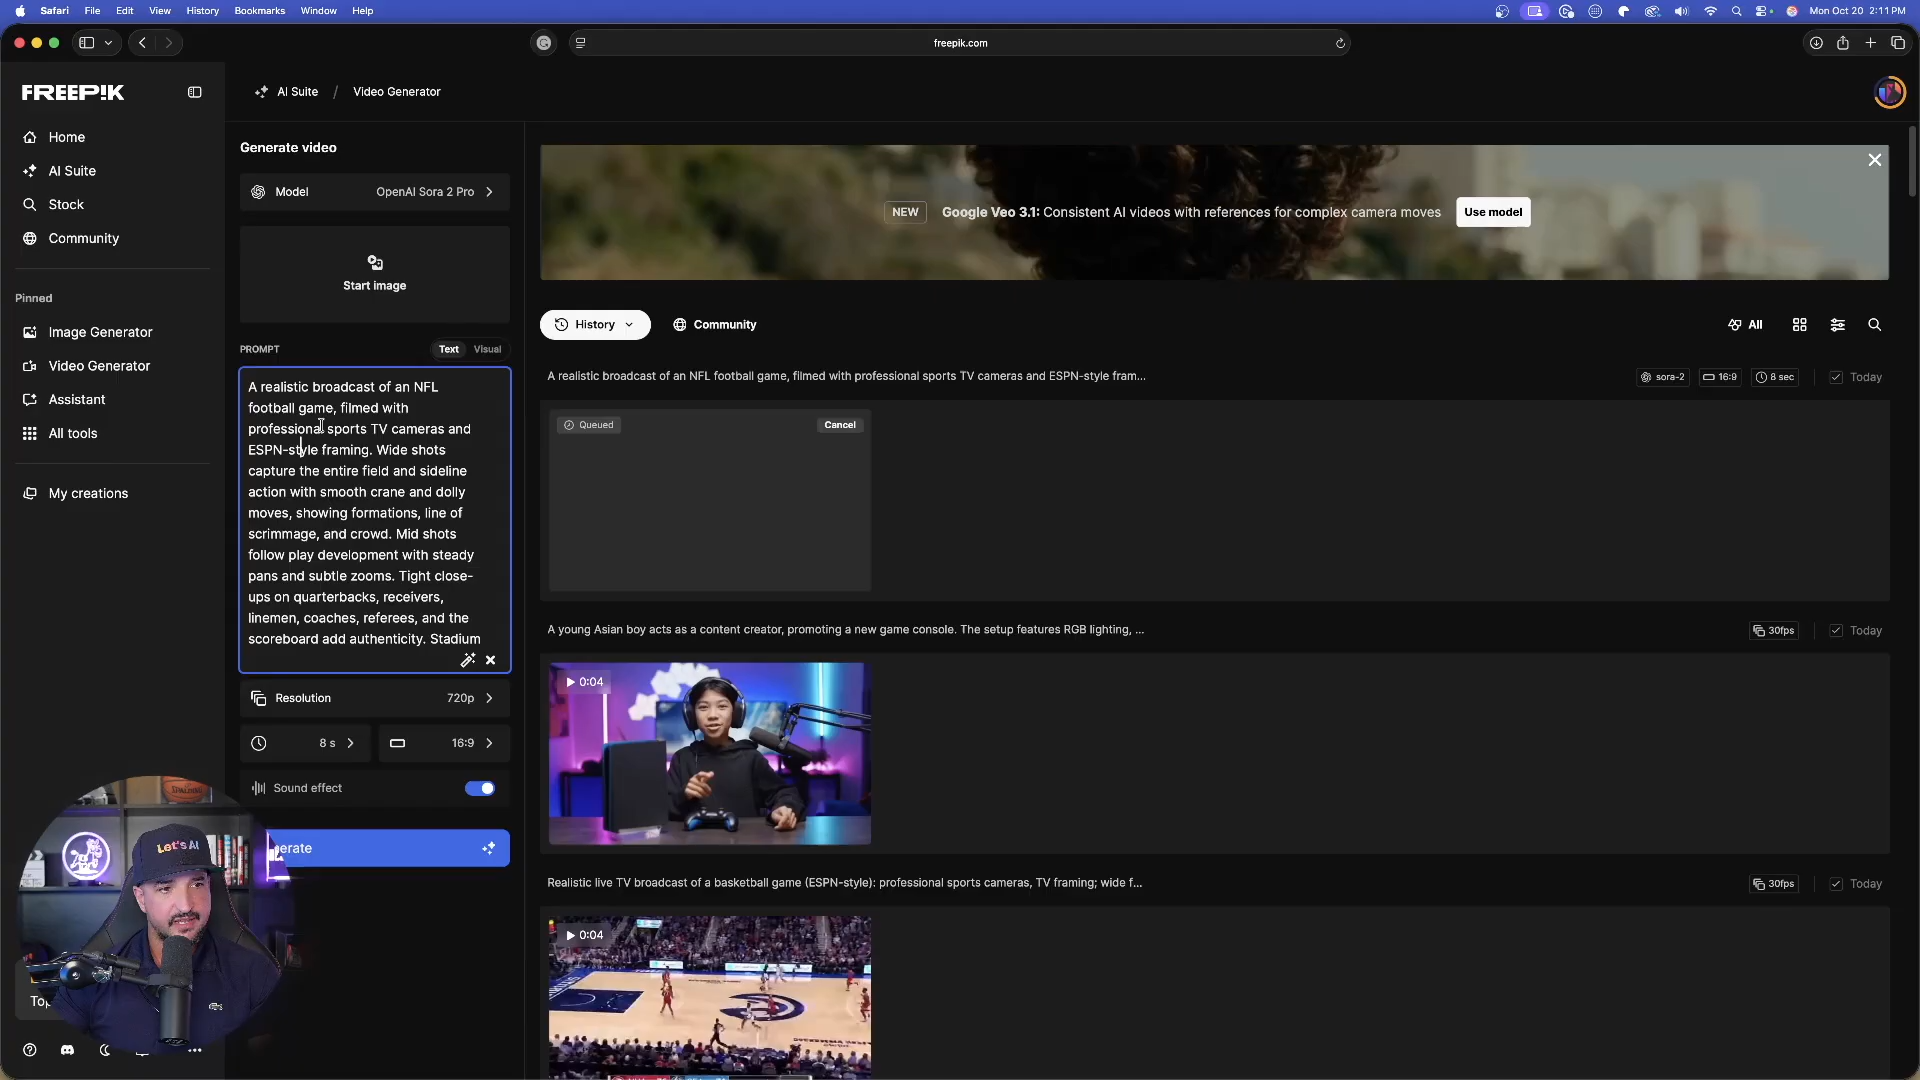 Safari File Edit View History Bookmarks Window Help
Mon Oct 20 2:11 PM
freepik.com
FREEP!K
AI Suite / Video Generator
Home
AI Suite
Stock
Community
Pinned
Image Generator
Video Generator
Assistant
All tools
My creations
Generate video
Model OpenAI Sora 2 Pro
Start image
PROMPT Text Visual
A realistic broadcast of an NFL
football game, filmed with
professional sports TV cameras and
ESPN-style framing. Wide shots
capture the entire field and sideline
action with smooth crane and dolly
moves, showing formations, line of
scrimmage, and crowd. Mid shots
follow play development with steady
pans and subtle zooms. Tight close-
ups on quarterbacks, receivers,
linemen, coaches, referees, and the
scoreboard add authenticity. Stadium
Resolution 720p
8 s 16:9
Sound effect
erate
NEW Google Veo 3.1: Consistent AI videos with references for complex camera moves Use model
History Community All
A realistic broadcast of an NFL football game, filmed with professional sports TV cameras and ESPN-style fram... sora-2 16:9 8 sec Today
Queued Cancel
A young Asian boy acts as a content creator, promoting a new game console. The setup features RGB lighting, ... 30fps Today
0:04
Realistic live TV broadcast of a basketball game (ESPN-style): professional sports cameras, TV framing; wide f... 30fps Today
0:04
Let's AI
SPALDING
Top